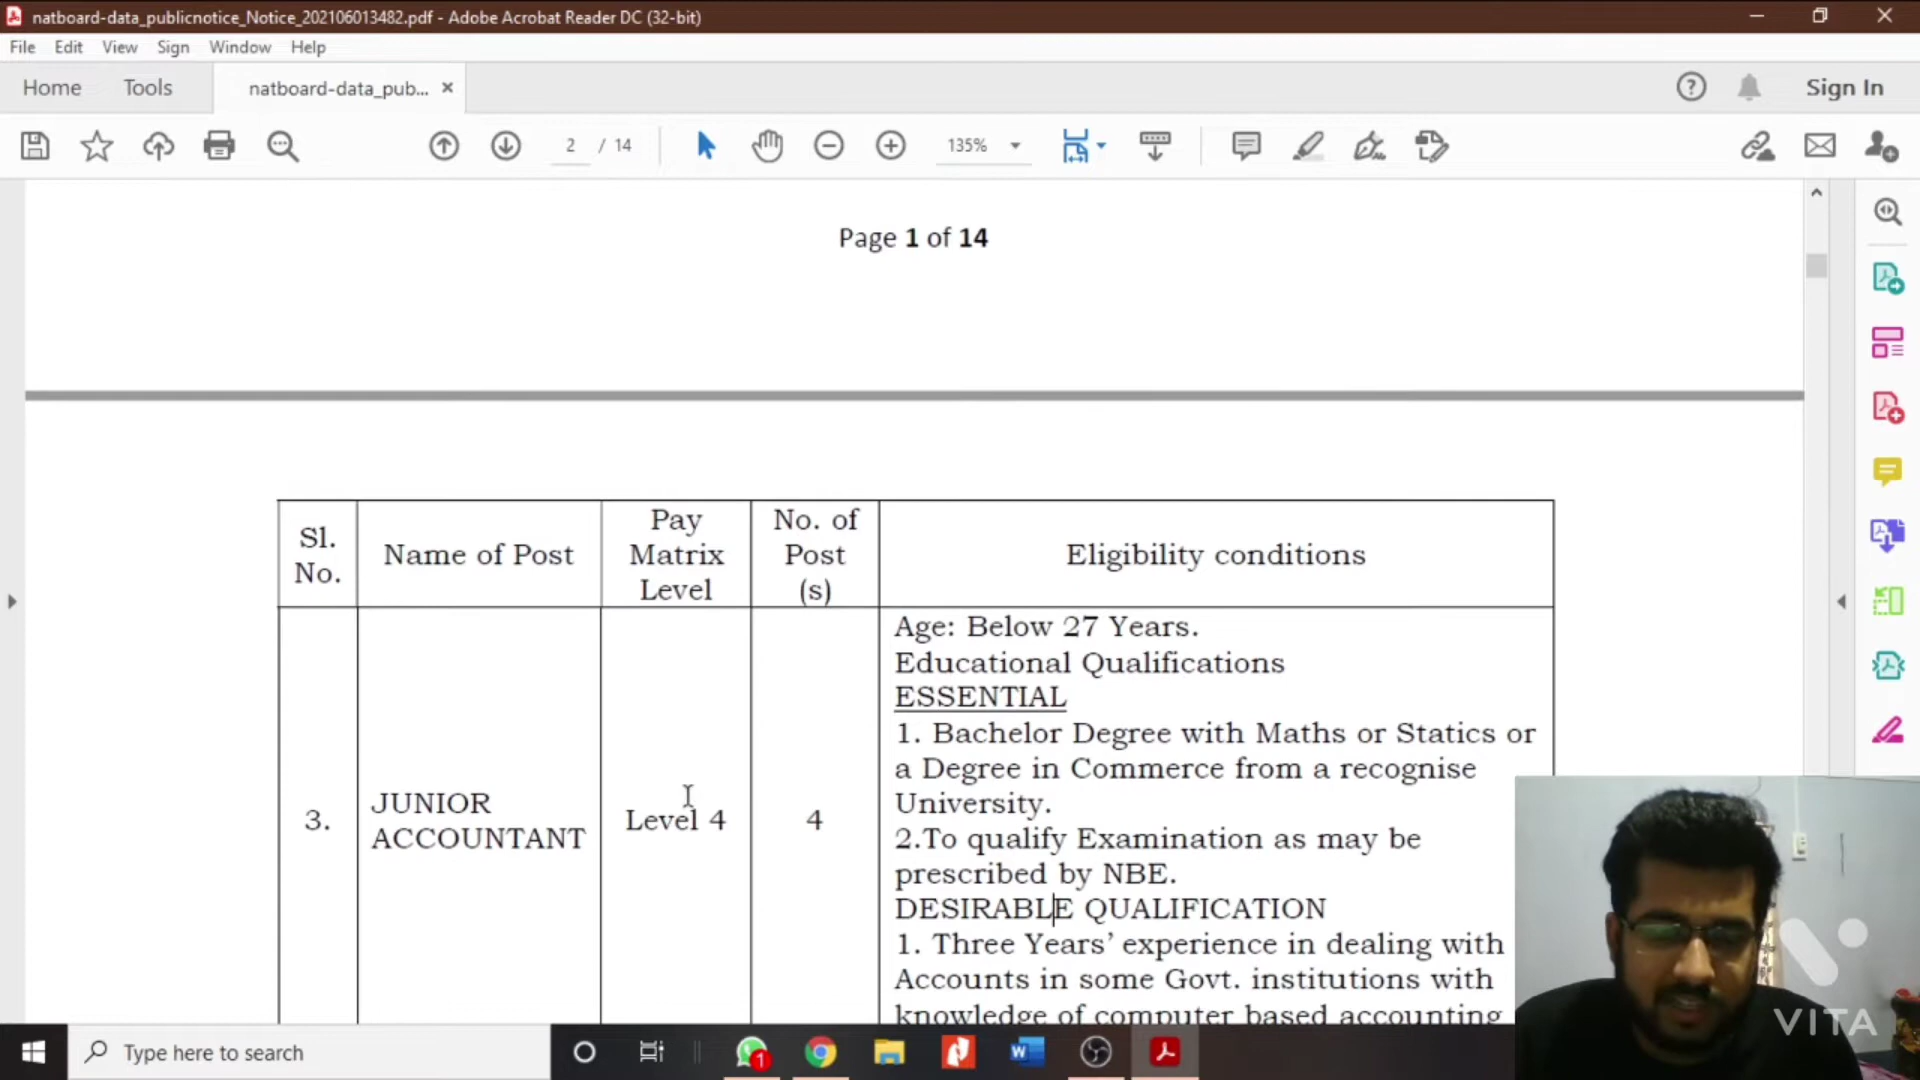 natboard-data_publicnotice_Notice_202106013482.pdf - Adobe Acrobat Reader DC (32-bit)
File Edit View Sign Window Help
Home Tools natboard-data_pub... Sign In
2 / 14 135%
Page 1 of 14
Sl. No. Name of Post Pay Matrix Level No. of Post (s) Eligibility conditions
3. JUNIOR ACCOUNTANT Level 4 4
Age: Below 27 Years.
Educational Qualifications
ESSENTIAL
1. Bachelor Degree with Maths or Statics or
a Degree in Commerce from a recognise
University.
2.To qualify Examination as may be
prescribed by NBE.
DESIRABLE QUALIFICATION
1. Three Years’ experience in dealing with
Accounts in some Govt. institutions with
knowledge of computer based accounting
VITA
Type here to search
1